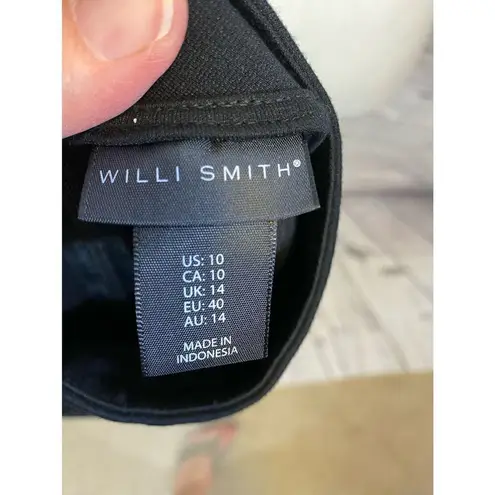 WILLI SMITH®
US: 10
CA: 10
UK: 14
EU: 40
AU: 14
MADE IN
INDONESIA